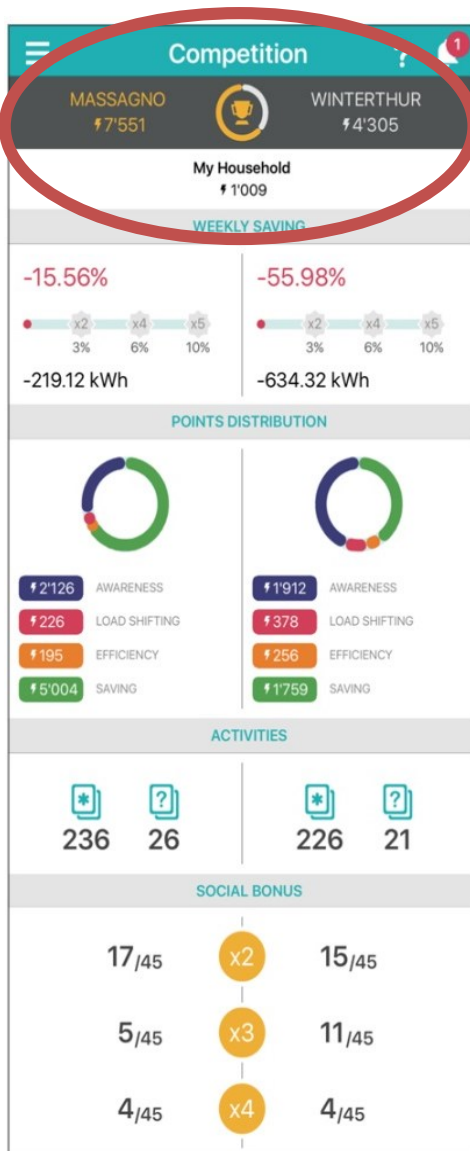 Competition ? 1
MASSAGNO WINTERTHUR
7'551 4'305
My Household
1'009
WEEKLY SAVING
-15.56% -55.98%
x2 x4 x5 x2 x4 x5
3% 6% 10% 3% 6% 10%
-219.12 kWh -634.32 kWh
POINTS DISTRIBUTION
2'126 AWARENESS 1'912 AWARENESS
226 LOAD SHIFTING 378 LOAD SHIFTING
195 EFFICIENCY 256 EFFICIENCY
5'004 SAVING 1'759 SAVING
ACTIVITIES
* ? * ?
236 26 226 21
SOCIAL BONUS
17/45 x2 15/45
5/45 x3 11/45
4/45 x4 4/45